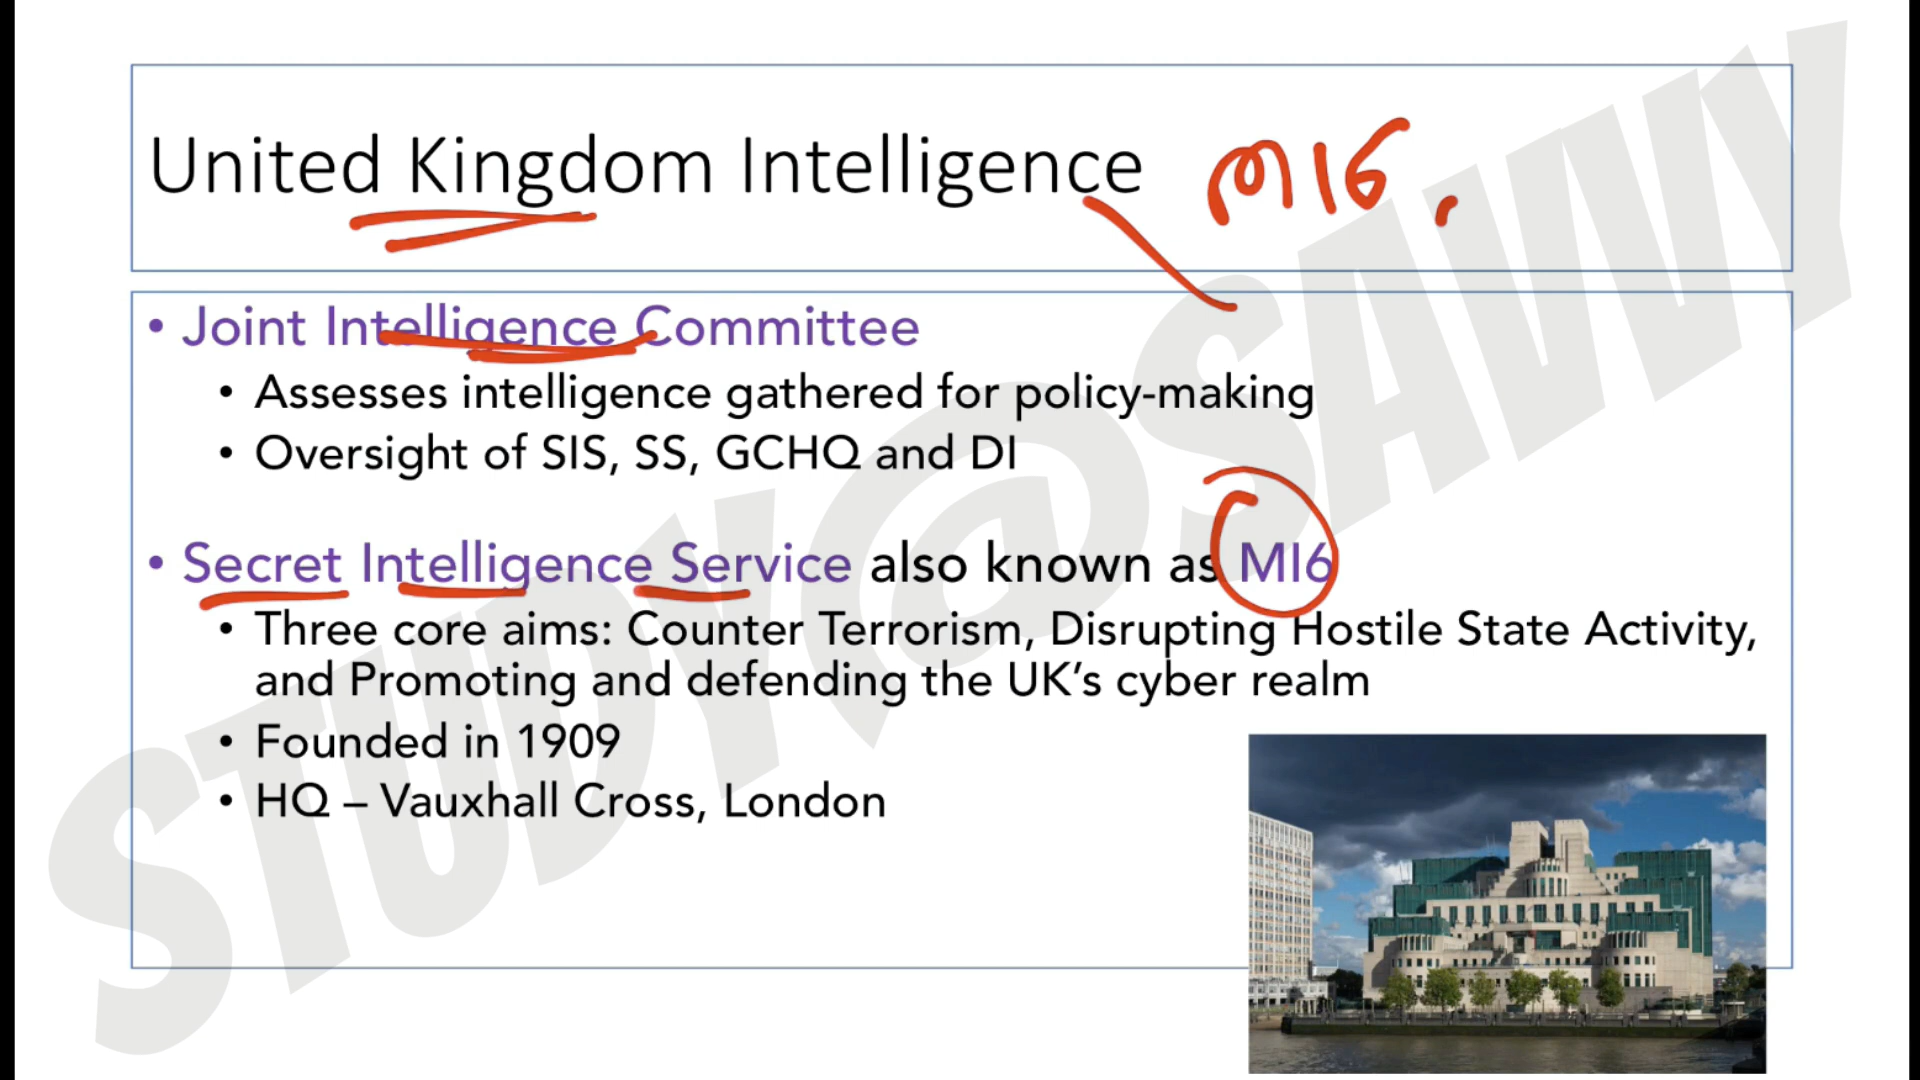 United Kingdom Intelligence MI6.
• Joint Intelligence Committee
• Assesses intelligence gathered for policy-making
• Oversight of SIS, SS, GCHQ and DI
• Secret Intelligence Service also known as MI6
• Three core aims: Counter Terrorism, Disrupting Hostile State Activity,
and Promoting and defending the UK’s cyber realm
• Founded in 1909
• HQ – Vauxhall Cross, London
STUDY@SAVVY